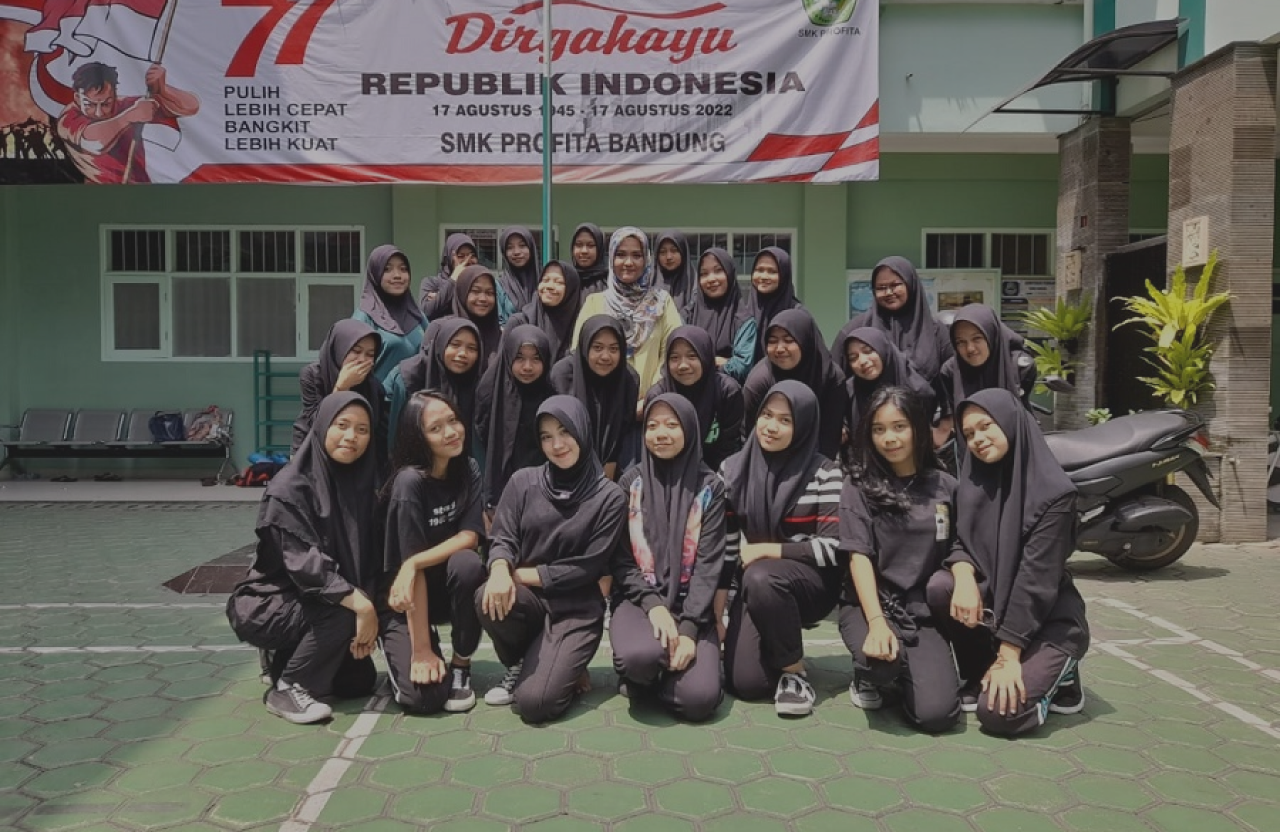 77
Dirgahayu
SMK PROFITA
REPUBLIK INDONESIA
17 AGUSTUS 1945 - 17 AGUSTUS 2022
SMK PROFITA BANDUNG
PULIH
LEBIH CEPAT
BANGKIT
LEBIH KUAT